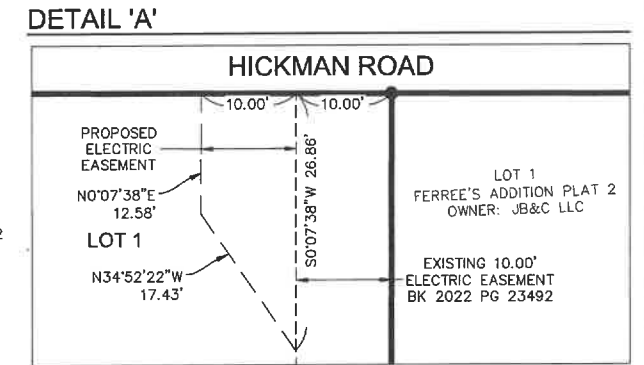 DETAIL 'A'
HICKMAN ROAD
10.00' 10.00'
PROPOSED
ELECTRIC
EASEMENT
N0°07'38"E
12.58'
LOT 1
N34°52'22"W
17.43'
S0°07'38"W 26.86'
LOT 1
FERREE'S ADDITION PLAT 2
OWNER: JB&C LLC
EXISTING 10.00'
ELECTRIC EASEMENT
BK 2022 PG 23492
2